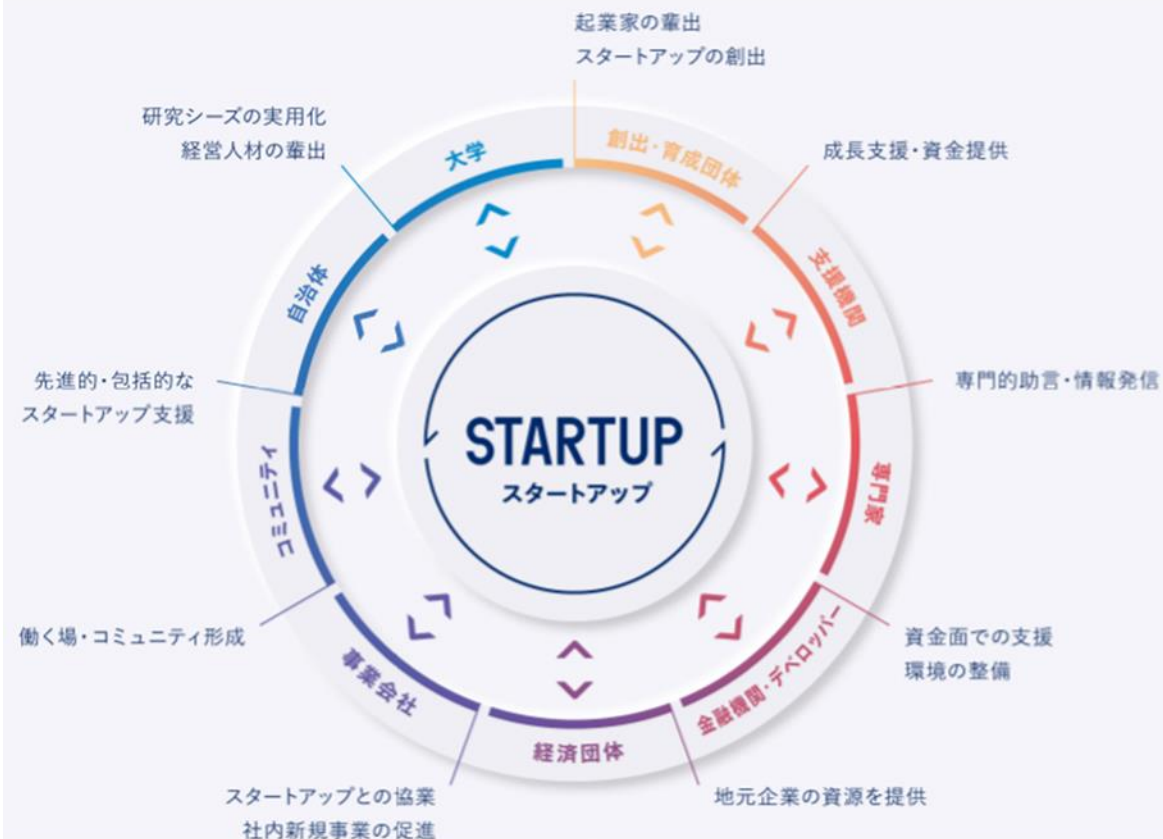 起業家の輩出
スタートアップの創出
研究シーズの実用化
経営人材の輩出
大学
創出・育成団体
成長支援・資金提供
自治体
支援機関
先進的・包括的な
スタートアップ支援
専門的助言・情報発信
STARTUP
スタートアップ
コミュニティ
専門家
働く場・コミュニティ形成
資金面での支援
環境の整備
事業会社
金融機関・デベロッパー
経済団体
スタートアップとの協業
社内新規事業の促進
地元企業の資源を提供